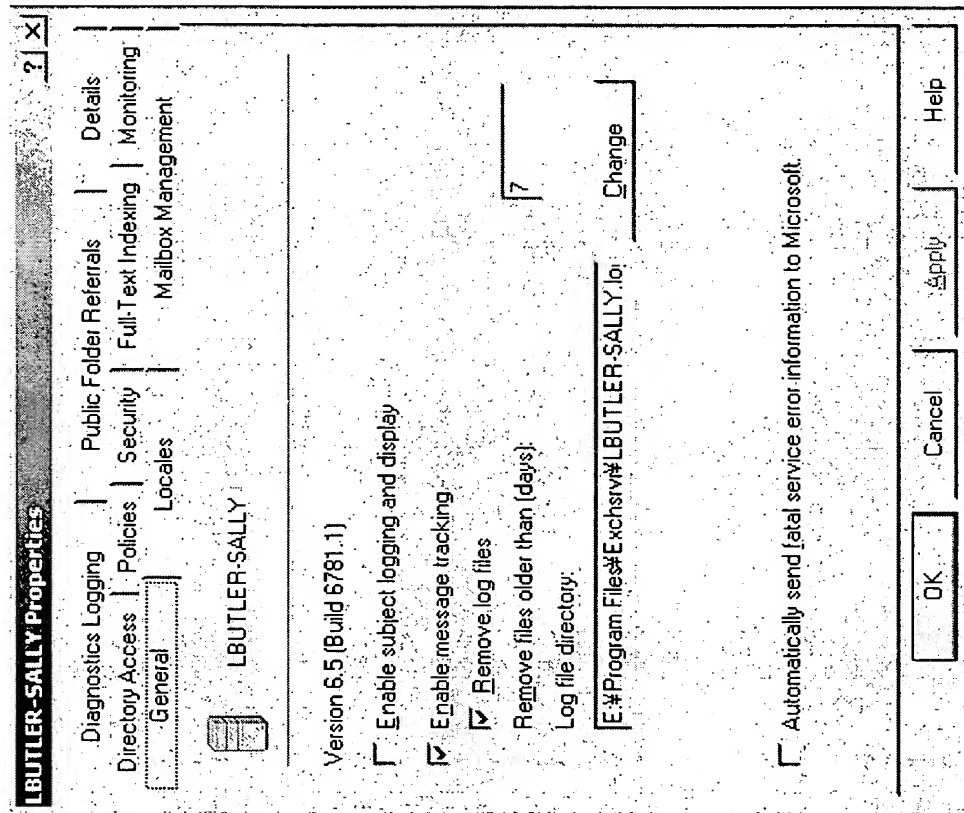 LBUTLER-SALLY Properties ? X
Diagnostics Logging Public Folder Referrals Details
Directory Access Policies Security Full-Text Indexing Monitoring
General Locales Mailbox Management
LBUTLER-SALLY
Version 6.5 (Build 6781.1)
Enable subject logging and display
Enable message tracking
Remove log files
Remove files older than (days): 7
Log file directory:
E:¥Program Files¥Exchsrvr¥LBUTLER-SALLY.lo Change
Automatically send fatal service error information to Microsoft.
OK Cancel Apply Help